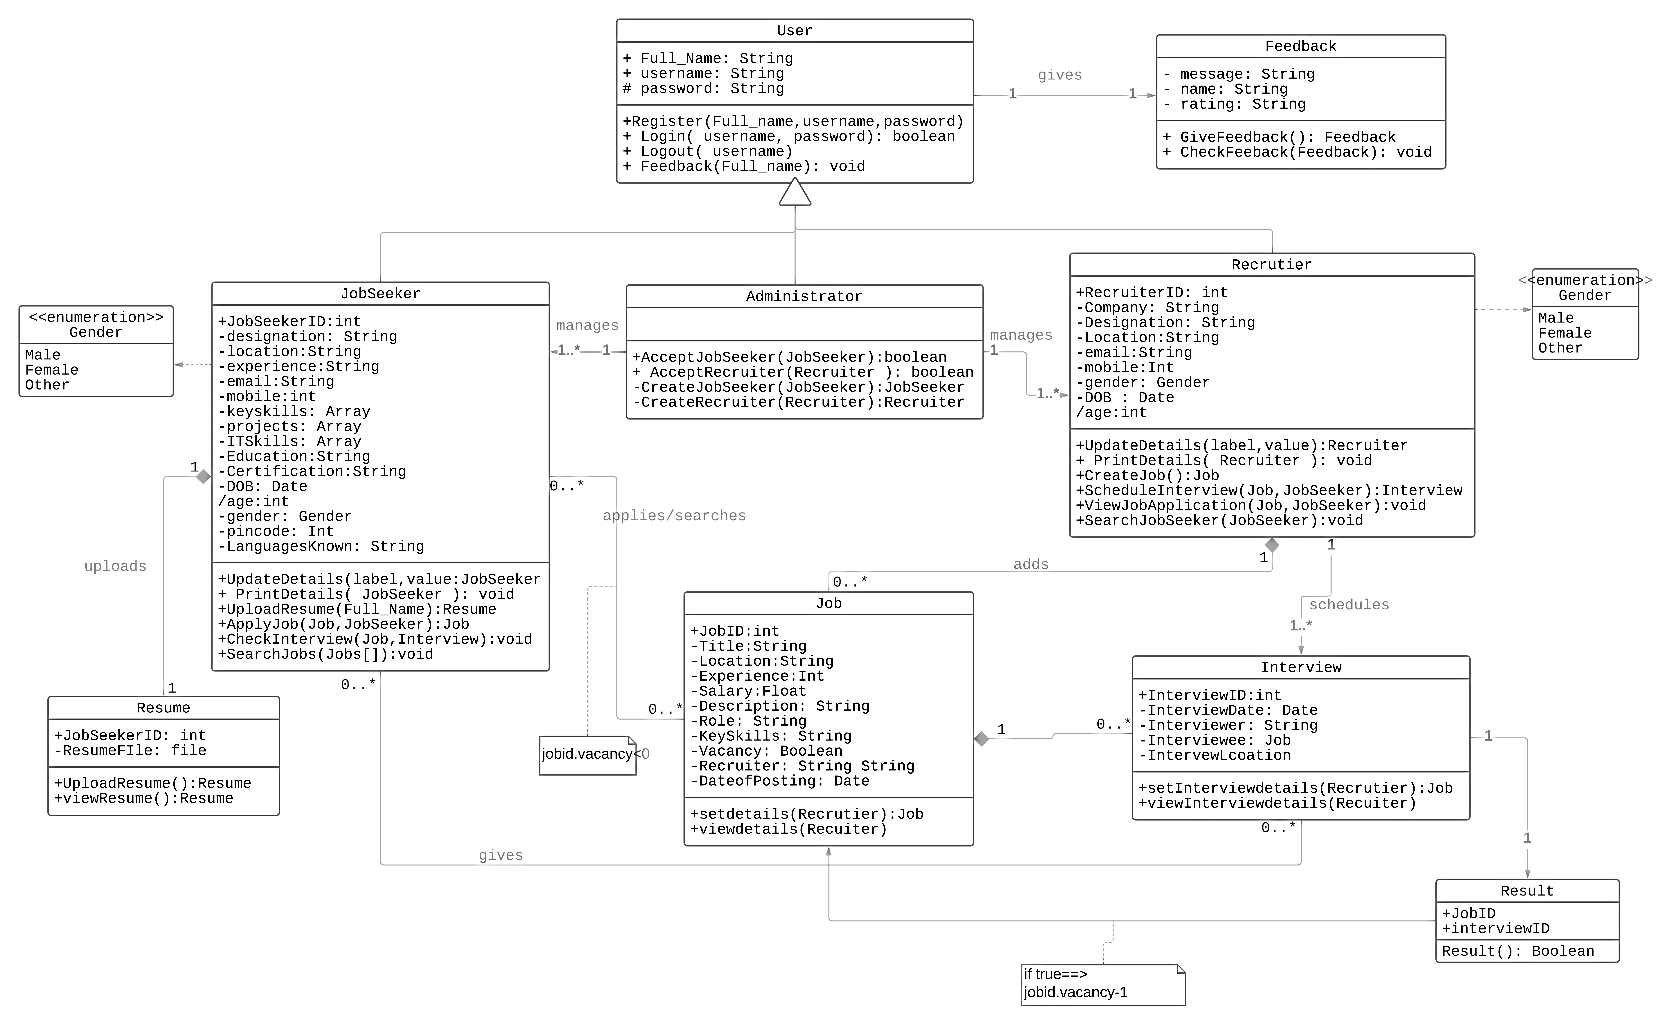 User
+ Full_Name: String
+ username: String
# password: String
+Register(Full_name,username,password)
+ Login( username, password): boolean
+ Logout( username)
+ Feedback(Full_name): void
gives
1
1
Feedback
- message: String
- name: String
- rating: String
+ GiveFeedback(): Feedback
+ CheckFeeback(Feedback): void
<<enumeration>>
Gender
Male
Female
Other
JobSeeker
+JobSeekerID:int
-designation: String
-location:String
-experience:String
-email:String
-mobile:int
-keyskills: Array
-projects: Array
-ITSkills: Array
-Education:String
-Certification:String
-DOB: Date
/age:int
-gender: Gender
-pincode: Int
-LanguagesKnown: String
+UpdateDetails(label,value:JobSeeker
+ PrintDetails( JobSeeker ): void
+UploadResume(Full_Name):Resume
+ApplyJob(Job,JobSeeker):Job
+CheckInterview(Job,Interview):void
+SearchJobs(Jobs[]):void
manages
1..*
1
Administrator
+AcceptJobSeeker(JobSeeker):boolean
+ AcceptRecruiter(Recruiter ): boolean
-CreateJobSeeker(JobSeeker):JobSeeker
-CreateRecruiter(Recruiter):Recruiter
manages
1
1..*
Recrutier
+RecruiterID: int
-Company: String
-Designation: String
-Location:String
-email:String
-mobile:Int
-gender: Gender
-DOB : Date
/age:int
+UpdateDetails(label,value):Recruiter
+ PrintDetails( Recruiter ): void
+CreateJob():Job
+ScheduleInterview(Job,JobSeeker):Interview
+ViewJobApplication(Job,JobSeeker):void
+SearchJobSeeker(JobSeeker):void
<<enumeration>>
Gender
Male
Female
Other
1
uploads
1
0..*
applies/searches
0..*
jobid.vacancy<0
1
adds
0..*
1
schedules
1..*
Resume
+JobSeekerID: int
-ResumeFIle: file
+UploadResume():Resume
+viewResume():Resume
Job
+JobID:int
-Title:String
-Location:String
-Experience:Int
-Salary:Float
-Description: String
-Role: String
-KeySkills: String
-Vacancy: Boolean
-Recruiter: String String
-DateofPosting: Date
+setdetails(Recrutier):Job
+viewdetails(Recuiter)
1
0..*
Interview
+InterviewID:int
-InterviewDate: Date
-Interviewer: String
-Interviewee: Job
-IntervewLcoation
+setInterviewdetails(Recrutier):Job
+viewInterviewdetails(Recuiter)
0..*
gives
0..*
1
1
Result
+JobID
+interviewID
Result(): Boolean
if true==>
jobid.vacancy-1